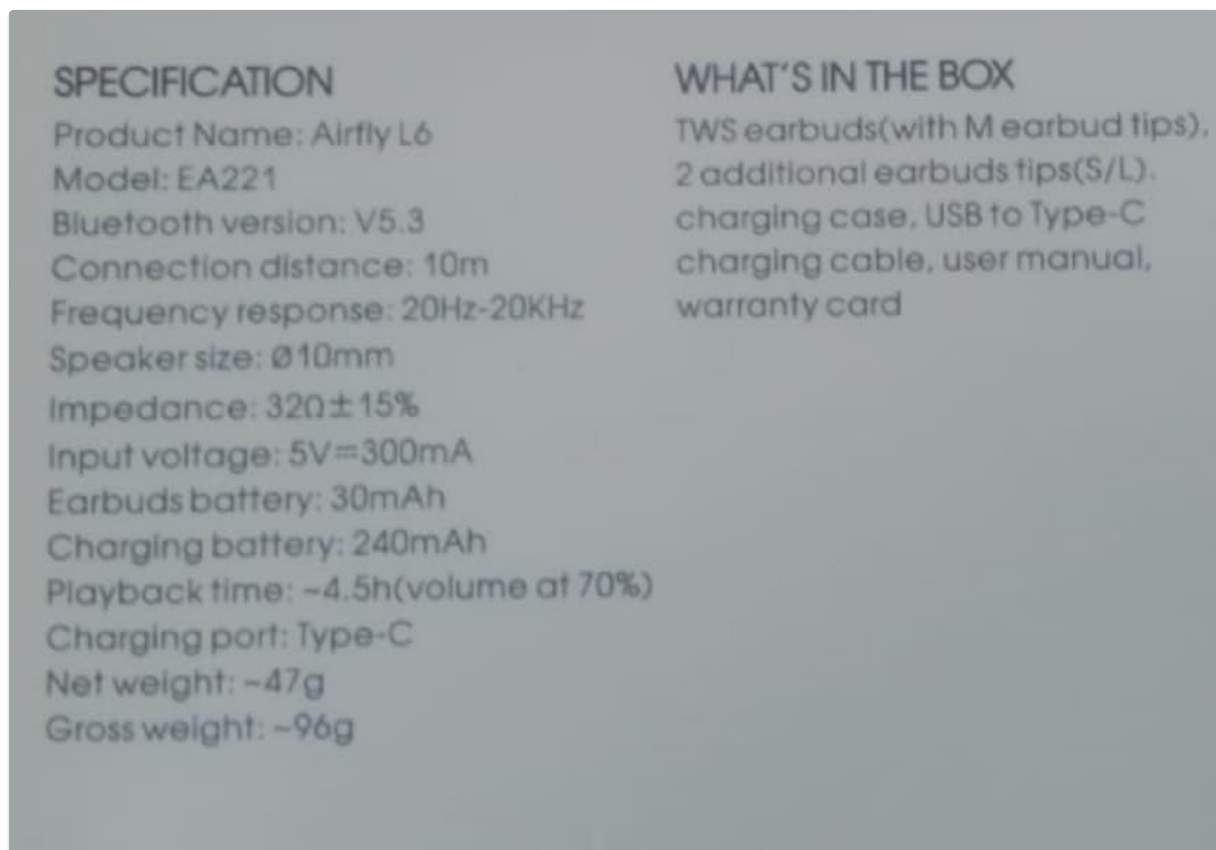 SPECIFICATION
Product Name: Airfly L6
Model: EA221
Bluetooth version: V5.3
Connection distance: 10m
Frequency response: 20Hz-20KHz
Speaker size: Ø10mm
Impedance: 32Ω±15%
Input voltage: 5V=300mA
Earbuds battery: 30mAh
Charging battery: 240mAh
Playback time: ~4.5h(volume at 70%)
Charging port: Type-C
Net weight: ~47g
Gross weight: ~96g
WHAT'S IN THE BOX
TWS earbuds(with M earbud tips),
2 additional earbuds tips(S/L),
charging case, USB to Type-C
charging cable, user manual,
warranty card